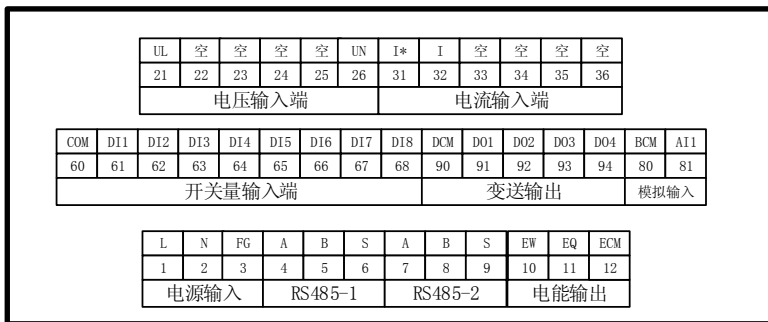 UL 空 空 空 空 UN I* I 空 空 空 空
21 22 23 24 25 26 31 32 33 34 35 36
电压输入端 电流输入端
COM DI1 DI2 DI3 DI4 DI5 DI6 DI7 DI8 DCM DO1 DO2 DO3 DO4 BCM AI1
60 61 62 63 64 65 66 67 68 90 91 92 93 94 80 81
开关量输入端 变送输出 模拟输入
L N FG A B S A B S EW EQ ECM
1 2 3 4 5 6 7 8 9 10 11 12
电源输入 RS485-1 RS485-2 电能输出